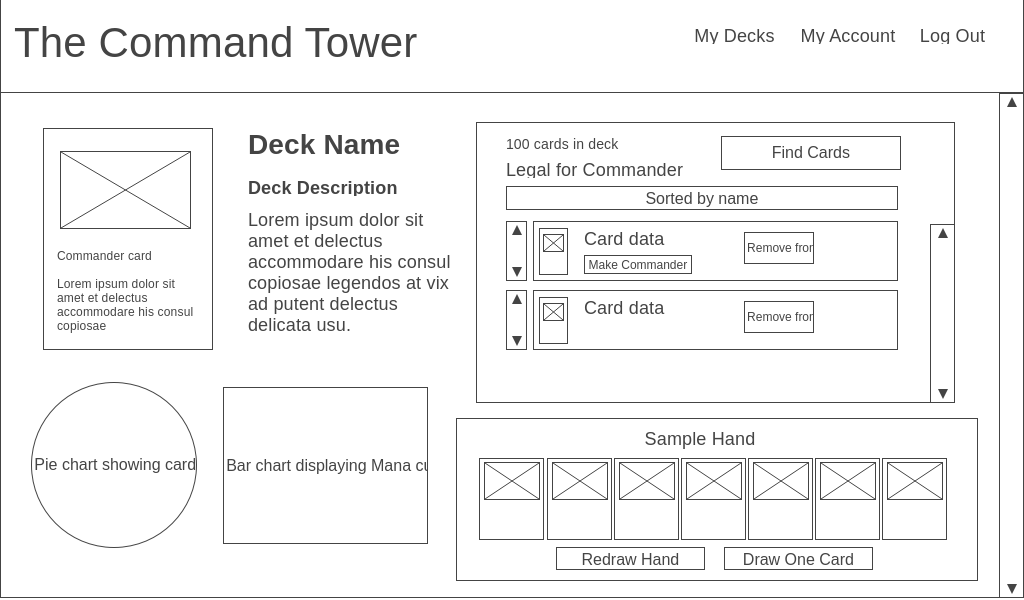 The Command Tower
My Decks
My Account
Log Out
Commander card
Lorem ipsum dolor sit
amet et delectus
accommodare his consul
copiosae
Deck Name
Deck Description
Lorem ipsum dolor sit
amet et delectus
accommodare his consul
copiosae legendos at vix
ad putent delectus
delicata usu.
100 cards in deck
Legal for Commander
Find Cards
Sorted by name
Card data
Make Commander
Remove fror
Card data
Remove fror
Pie chart showing card
Bar chart displaying Mana cu
Sample Hand
Redraw Hand
Draw One Card